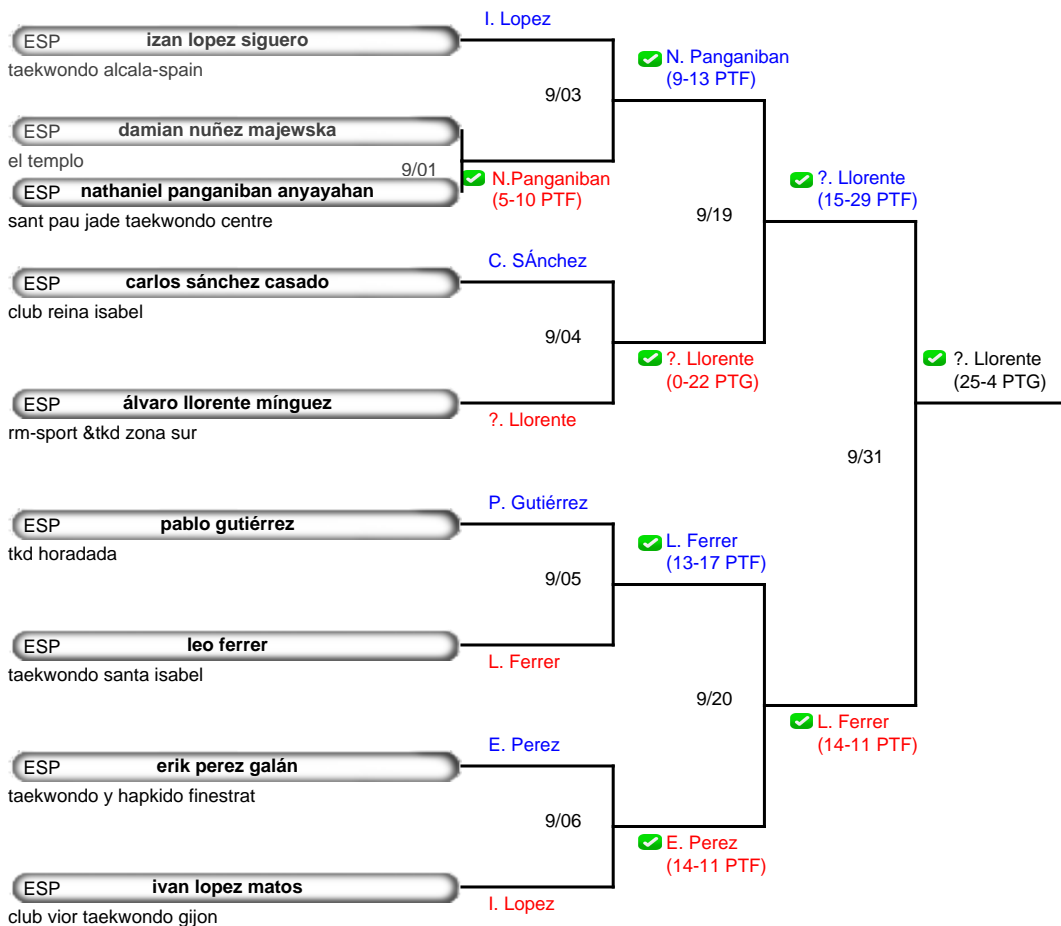 I. Lopez
ESP izan lopez siguero
taekwondo alcala-spain
N. Panganiban
(9-13 PTF)
9/03
ESP damian nuñez majewska
el templo
9/01
N.Panganiban
(5-10 PTF)
ESP nathaniel panganiban anyayahan
sant pau jade taekwondo centre
?. Llorente
(15-29 PTF)
9/19
C. SÁnchez
ESP carlos sánchez casado
club reina isabel
9/04
?. Llorente
(0-22 PTG)
?. Llorente
(25-4 PTG)
ESP álvaro llorente mínguez
rm-sport &tkd zona sur
?. Llorente
9/31
P. Gutiérrez
ESP pablo gutiérrez
tkd horadada
L. Ferrer
(13-17 PTF)
9/05
ESP leo ferrer
taekwondo santa isabel
L. Ferrer
9/20
L. Ferrer
(14-11 PTF)
E. Perez
ESP erik perez galán
taekwondo y hapkido finestrat
9/06
E. Perez
(14-11 PTF)
ESP ivan lopez matos
club vior taekwondo gijon
I. Lopez